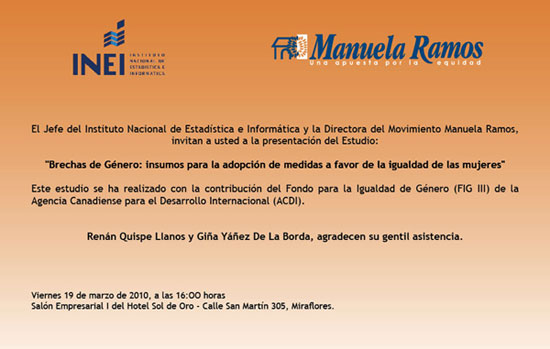 INEI
INSTITUTO
NACIONAL DE
ESTADÍSTICA E
INFORMÁTICA
Manuela Ramos
Una apuesta por la equidad
El Jefe del Instituto Nacional de Estadística e Informática y la Directora del Movimiento Manuela Ramos,
invitan a usted a la presentación del Estudio:
"Brechas de Género: insumos para la adopción de medidas a favor de la igualdad de las mujeres"
Este estudio se ha realizado con la contribución del Fondo para la Igualdad de Género (FIG III) de la
Agencia Canadiense para el Desarrollo Internacional (ACDI).
Renán Quispe Llanos y Giña Yáñez De La Borda, agradecen su gentil asistencia.
Viernes 19 de marzo de 2010, a las 16:00 horas
Salón Empresarial I del Hotel Sol de Oro - Calle San Martín 305, Miraflores.